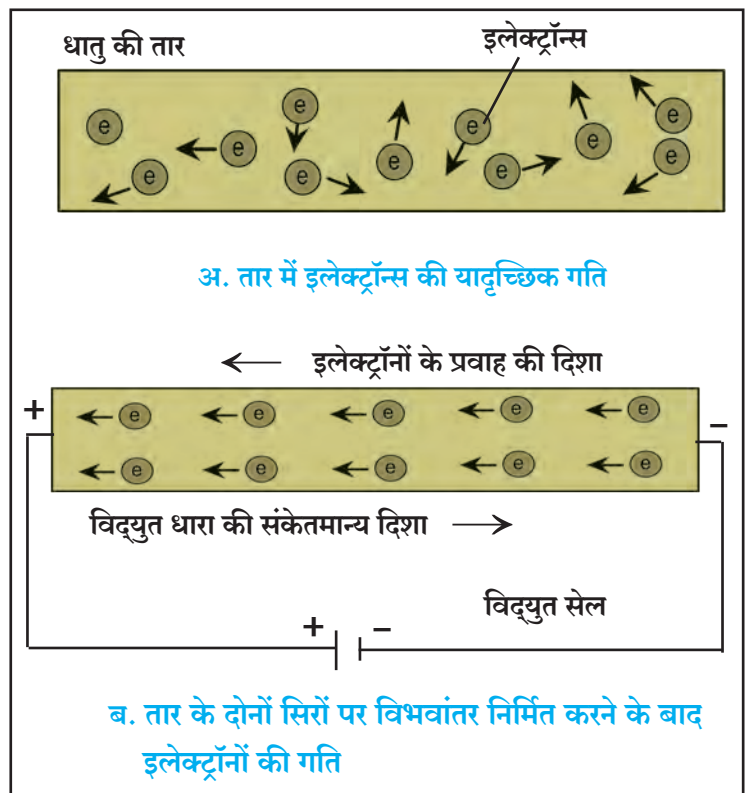 धातु की तार
इलेक्ट्रॉन्स
e e e e e e e e e e e
अ. तार में इलेक्ट्रॉन्स की यादृच्छिक गति
← इलेक्ट्रॉनों के प्रवाह की दिशा
+ e e e e e −
e e e e e
विद्युत धारा की संकेतमान्य दिशा →
विद्युत सेल
+ −
ब. तार के दोनों सिरों पर विभवांतर निर्मित करने के बाद
इलेक्ट्रॉनों की गति